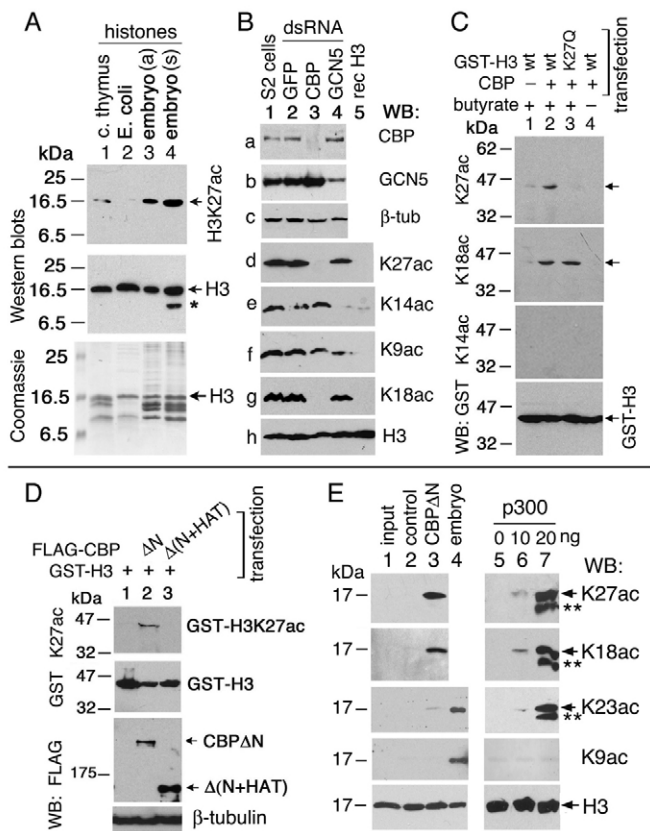 A
histones
c. thymus
E. coli
embryo (a)
embryo (s)
kDa 1 2 3 4
Western blots
25
16.5
6.5
H3K27ac
25
16.5 H3
6.5 *
Coomassie
25
16.5 H3
6.5
B
dsRNA
S2 cells
GFP
CBP
GCN5
rec H3
1 2 3 4 5 WB:
a CBP
b GCN5
c β-tub
d K27ac
e K14ac
f K9ac
g K18ac
h H3
C
GST-H3 wt wt K27Q wt
CBP – + + +
butyrate + + + –
transfection
1 2 3 4
62
K27ac 47
32
K18ac 47
32
K14ac 47
32
WB: GST 47
32
GST-H3
D
FLAG-CBP ΔN Δ(N+HAT)
GST-H3 + + +
transfection
1 2 3
kDa
K27ac 47 GST-H3K27ac
32
GST 47 GST-H3
32
WB: FLAG
CBPΔN
175
Δ(N+HAT)
β-tubulin
E
input
control
CBPΔN
embryo
p300
0 10 20 ng
1 2 3 4 5 6 7 WB:
kDa
17 K27ac
**
17 K18ac
**
17 K23ac
**
17 K9ac
17 H3